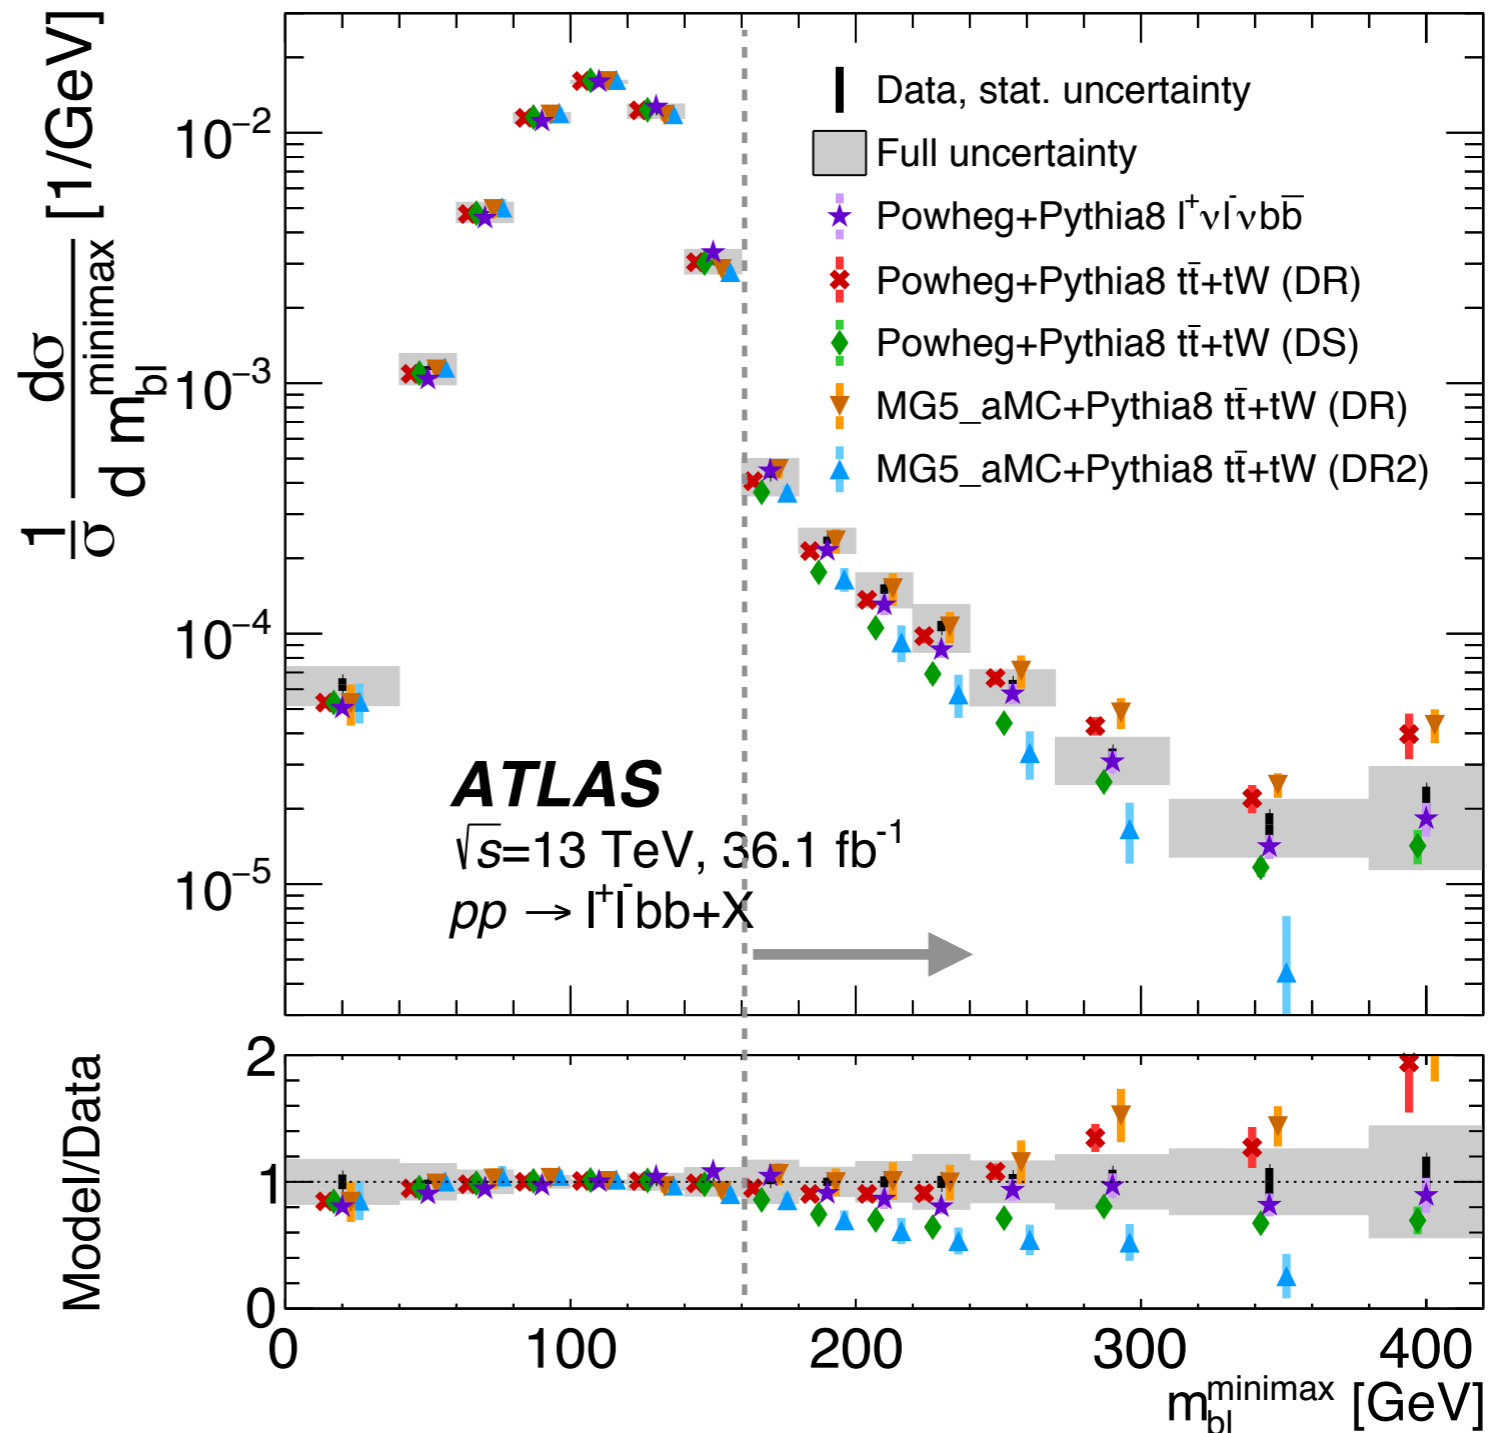 1/σ dσ/d m_bl^minimax [1/GeV]
10⁻²
10⁻³
10⁻⁴
10⁻⁵
Data, stat. uncertainty
Full uncertainty
Powheg+Pythia8 l⁺νl⁻νbb̄
Powheg+Pythia8 tt̄+tW (DR)
Powheg+Pythia8 tt̄+tW (DS)
MG5_aMC+Pythia8 tt̄+tW (DR)
MG5_aMC+Pythia8 tt̄+tW (DR2)
ATLAS
√s=13 TeV, 36.1 fb⁻¹
pp → l⁺l⁻bb+X
Model/Data
2
1
0
0 100 200 300 400
m_bl^minimax [GeV]